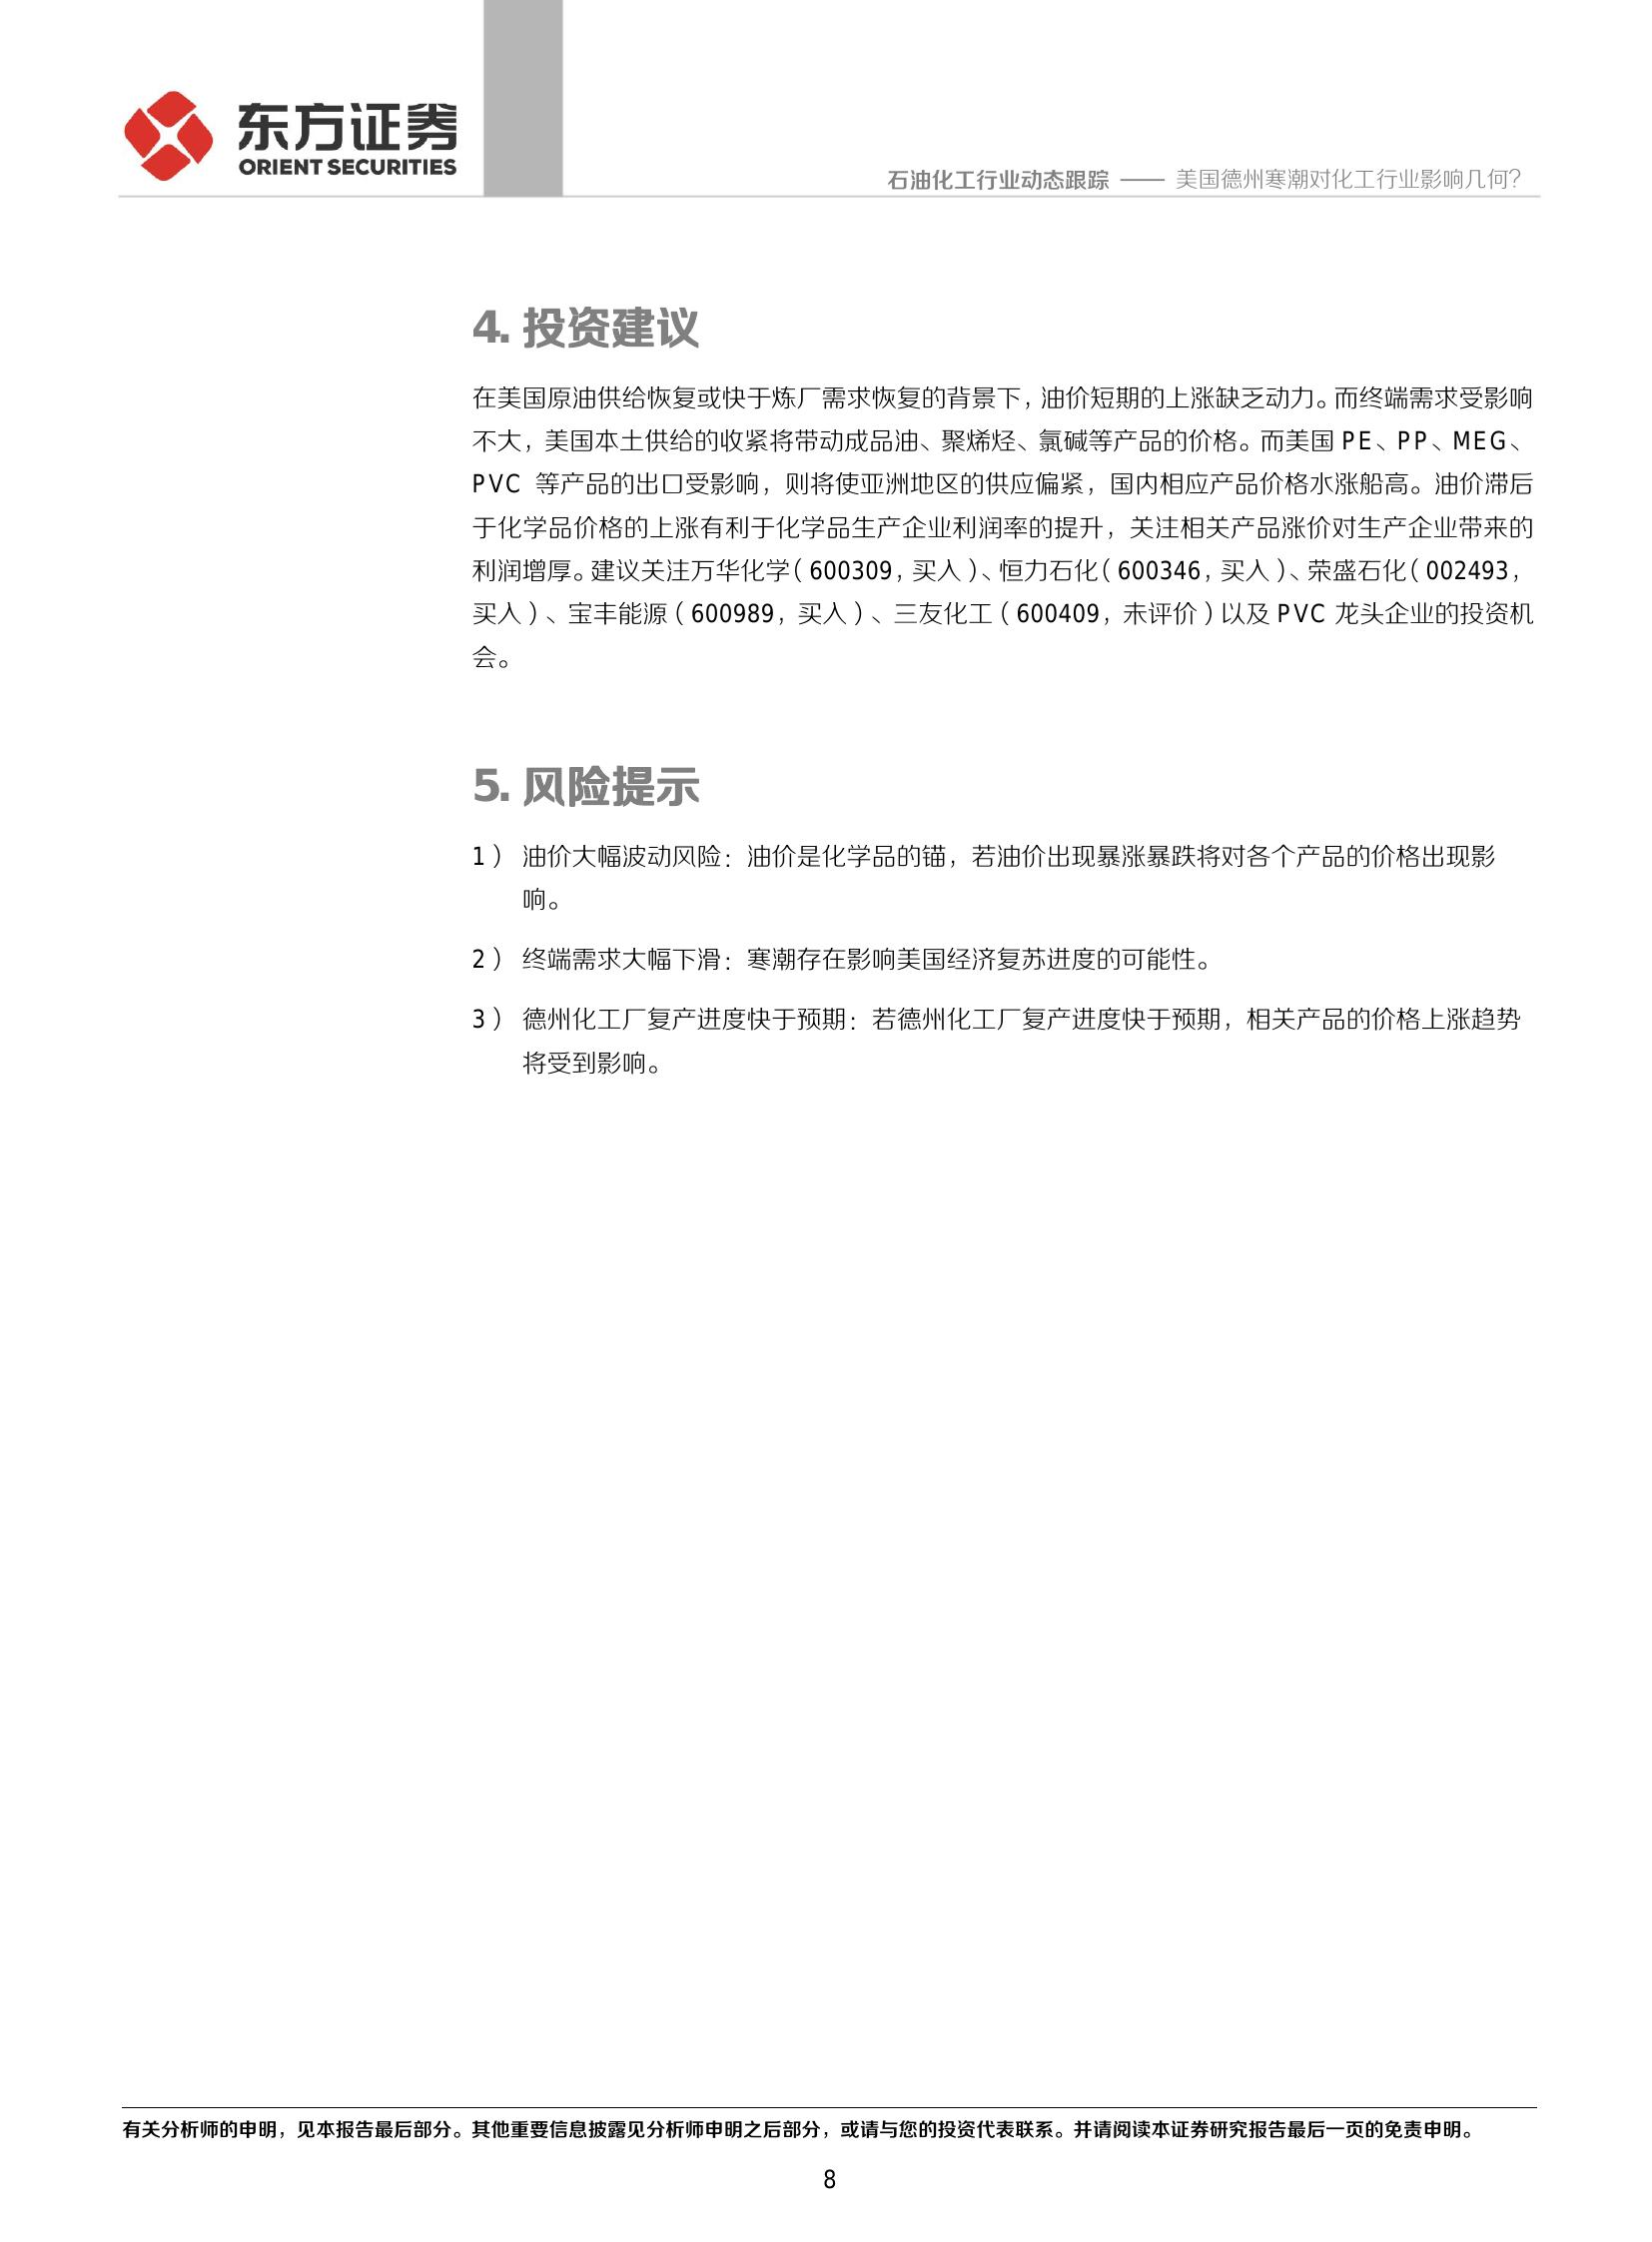 东方证券
ORIENT SECURITIES
石油化工行业动态跟踪 —— 美国德州寒潮对化工行业影响几何?
4. 投资建议
在美国原油供给恢复或快于炼厂需求恢复的背景下，油价短期的上涨缺乏动力。而终端需求受影响
不大，美国本土供给的收紧将带动成品油、聚烯烃、氯碱等产品的价格。而美国 PE、PP、MEG、
PVC 等产品的出口受影响，则将使亚洲地区的供应偏紧，国内相应产品价格水涨船高。油价滞后
于化学品价格的上涨有利于化学品生产企业利润率的提升，关注相关产品涨价对生产企业带来的
利润增厚。建议关注万华化学(600309，买入)、恒力石化(600346，买入)、荣盛石化(002493，
买入)、宝丰能源(600989，买入)、三友化工(600409，未评价)以及 PVC 龙头企业的投资机
会。
5. 风险提示
1） 油价大幅波动风险：油价是化学品的锚，若油价出现暴涨暴跌将对各个产品的价格出现影
响。
2） 终端需求大幅下滑：寒潮存在影响美国经济复苏进度的可能性。
3） 德州化工厂复产进度快于预期：若德州化工厂复产进度快于预期，相关产品的价格上涨趋势
将受到影响。
有关分析师的申明，见本报告最后部分。其他重要信息披露见分析师申明之后部分，或请与您的投资代表联系。并请阅读本证券研究报告最后一页的免责申明。
8